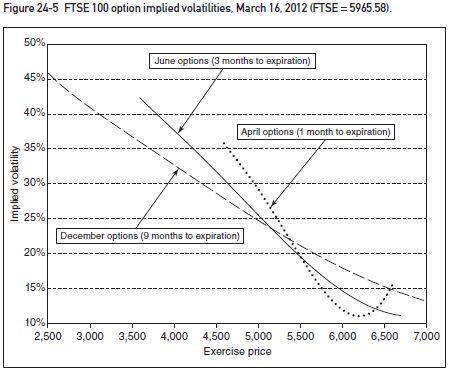 Figure 24-5 FTSE 100 option implied volatilities, March 16, 2012 (FTSE = 5965.58).
50%
June options (3 months to expiration)
45%
40%
April options (1 month to expiration)
35%
Implied volatility
30%
25%
December options (9 months to expiration)
20%
15%
10%
2,500 3,000 3,500 4,000 4,500 5,000 5,500 6,000 6,500 7,000
Exercise price